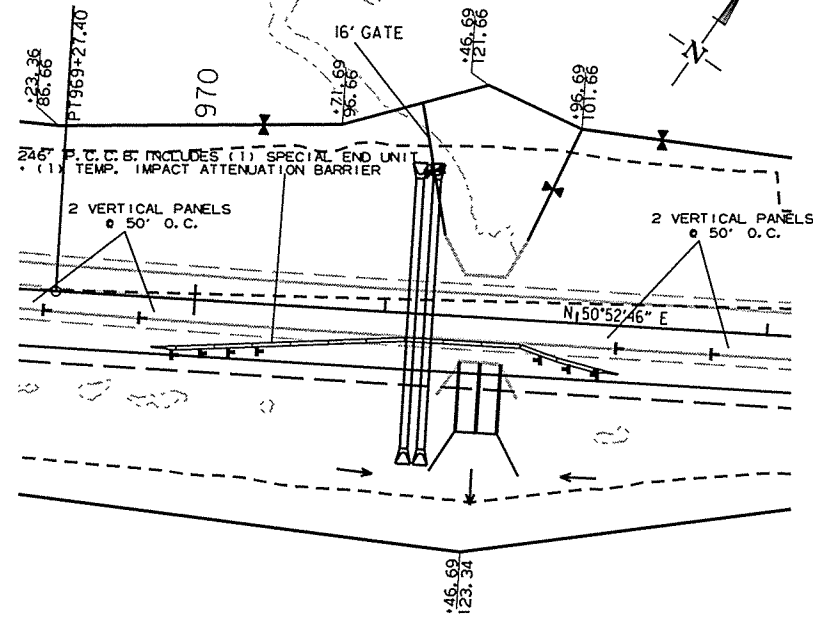 16' GATE
+46.69
121.66
N
+23.36
86.66
PT969+27.40
970
+71.69
96.66
+96.69
101.66
246' P.C.C.B. INCLUDES (1) SPECIAL END UNIT
+ (1) TEMP. IMPACT ATTENUATION BARRIER
2 VERTICAL PANELS
@ 50' O.C.
2 VERTICAL PANELS
@ 50' O.C.
N 50°52'46" E
+46.69
123.34